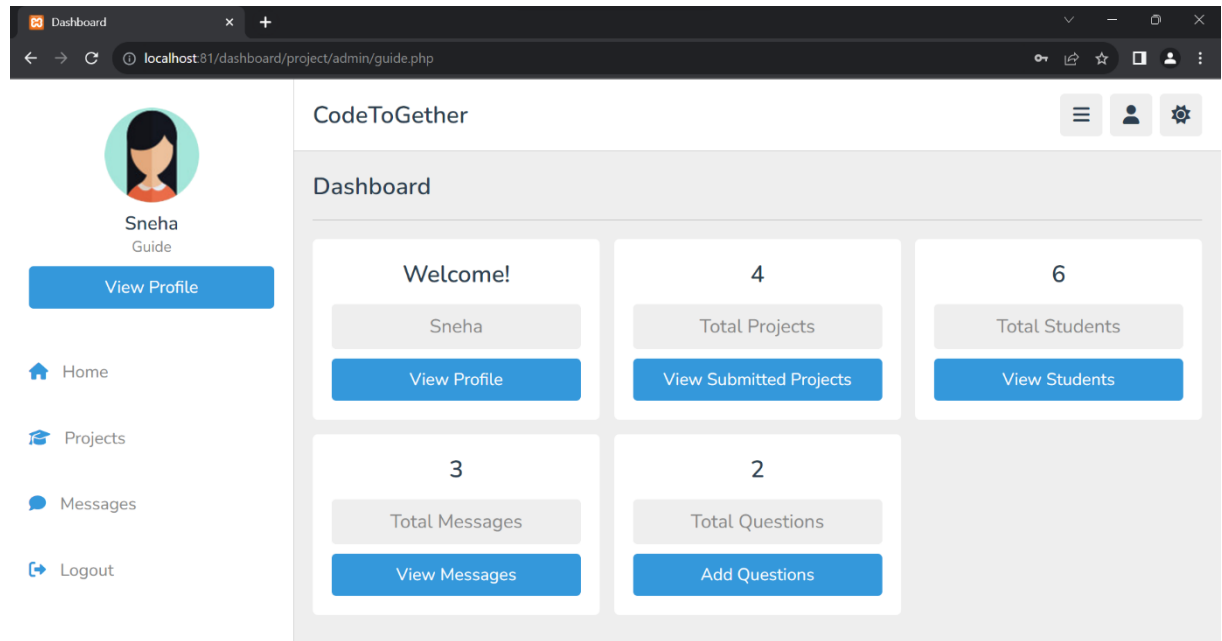 Dashboard
localhost:81/dashboard/project/admin/guide.php
Sneha
Guide
View Profile
Home
Projects
Messages
Logout
CodeToGether
Dashboard
Welcome!
Sneha
View Profile
4
Total Projects
View Submitted Projects
6
Total Students
View Students
3
Total Messages
View Messages
2
Total Questions
Add Questions